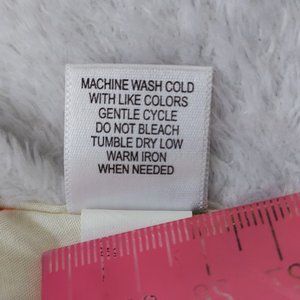 MACHINE WASH COLD
WITH LIKE COLORS
GENTLE CYCLE
DO NOT BLEACH
TUMBLE DRY LOW
WARM IRON
WHEN NEEDED